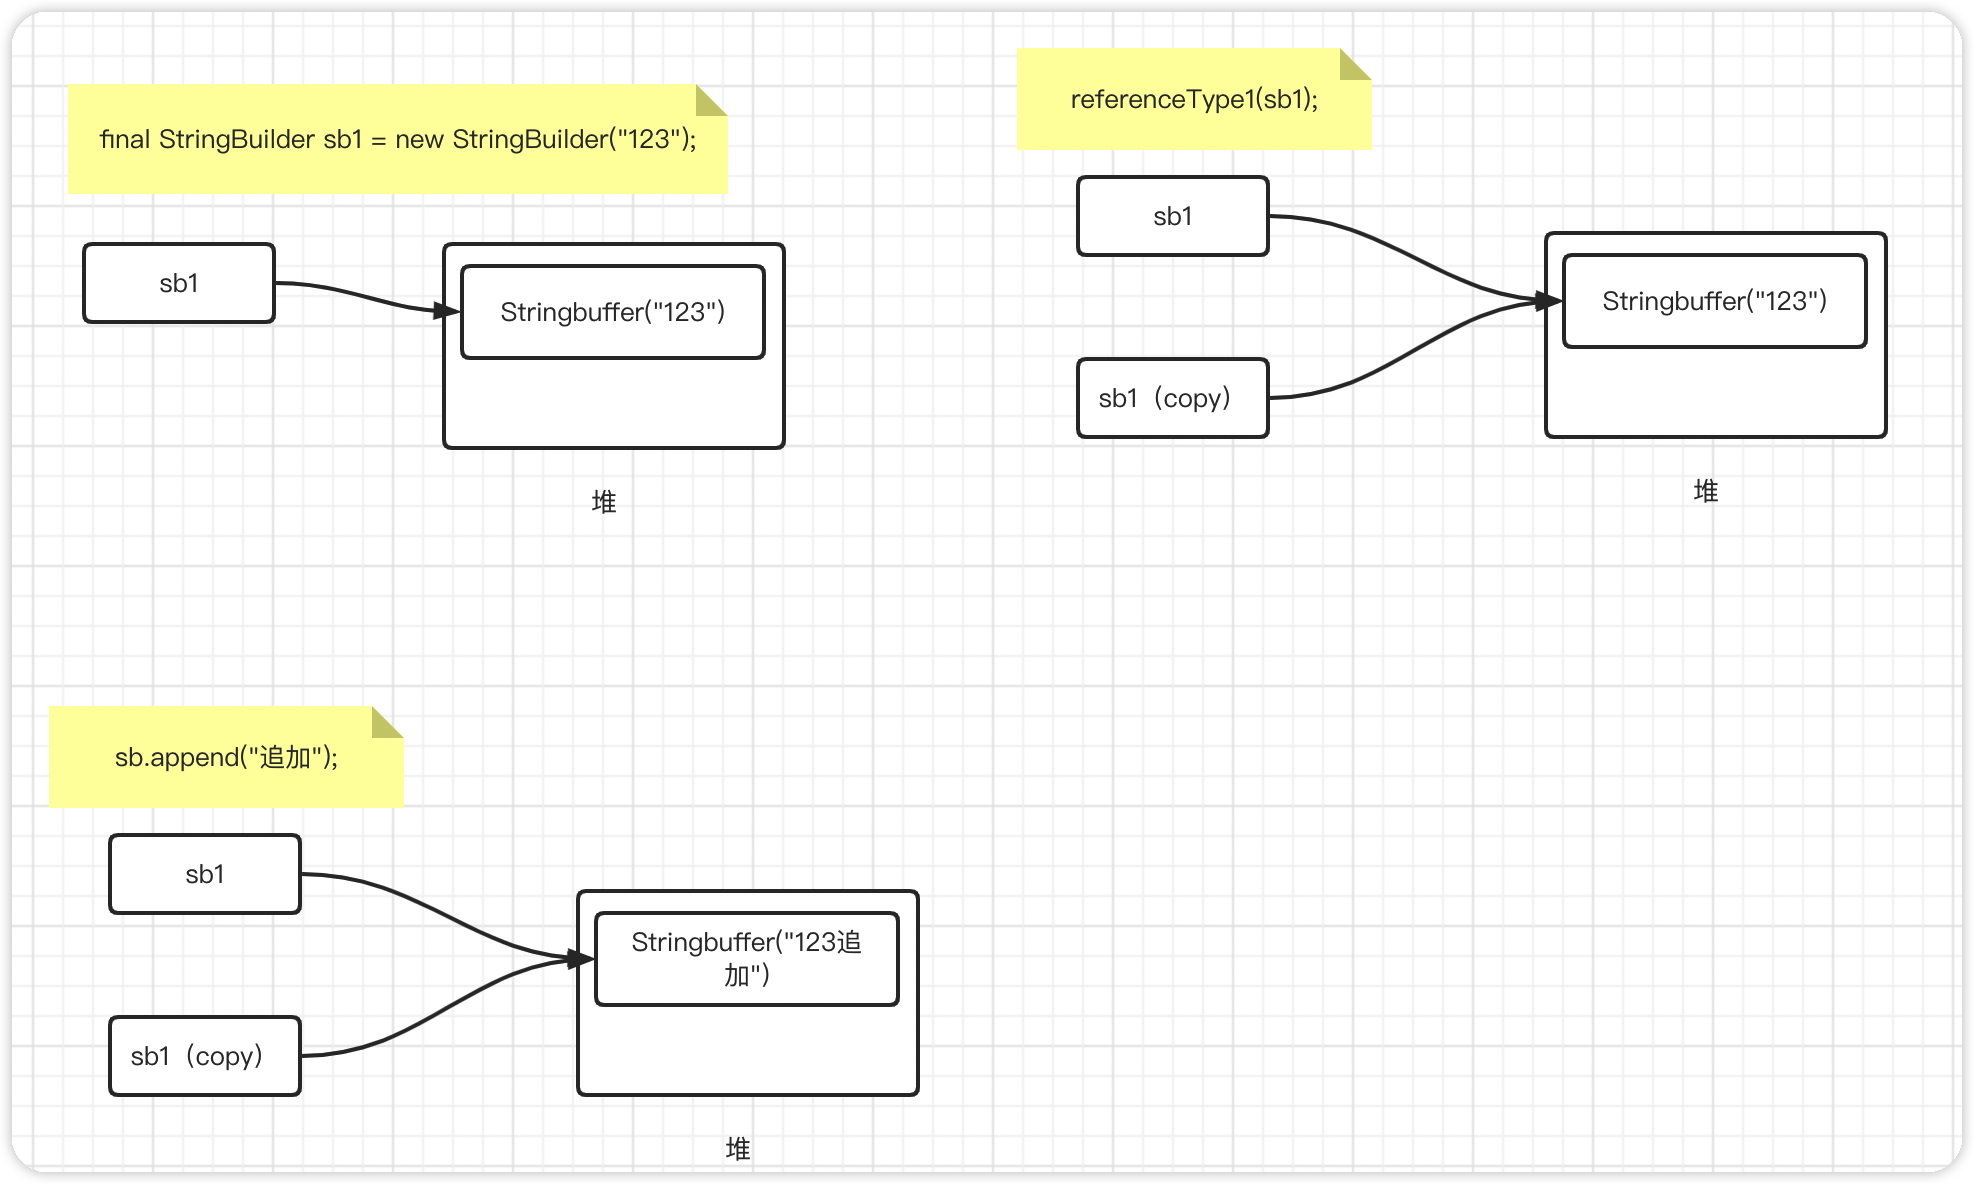 final StringBuilder sb1 = new StringBuilder("123");
sb1
Stringbuffer("123")
堆
referenceType1(sb1);
sb1
sb1（copy）
Stringbuffer("123")
堆
sb.append("追加");
sb1
sb1（copy）
Stringbuffer("123追
加")
堆